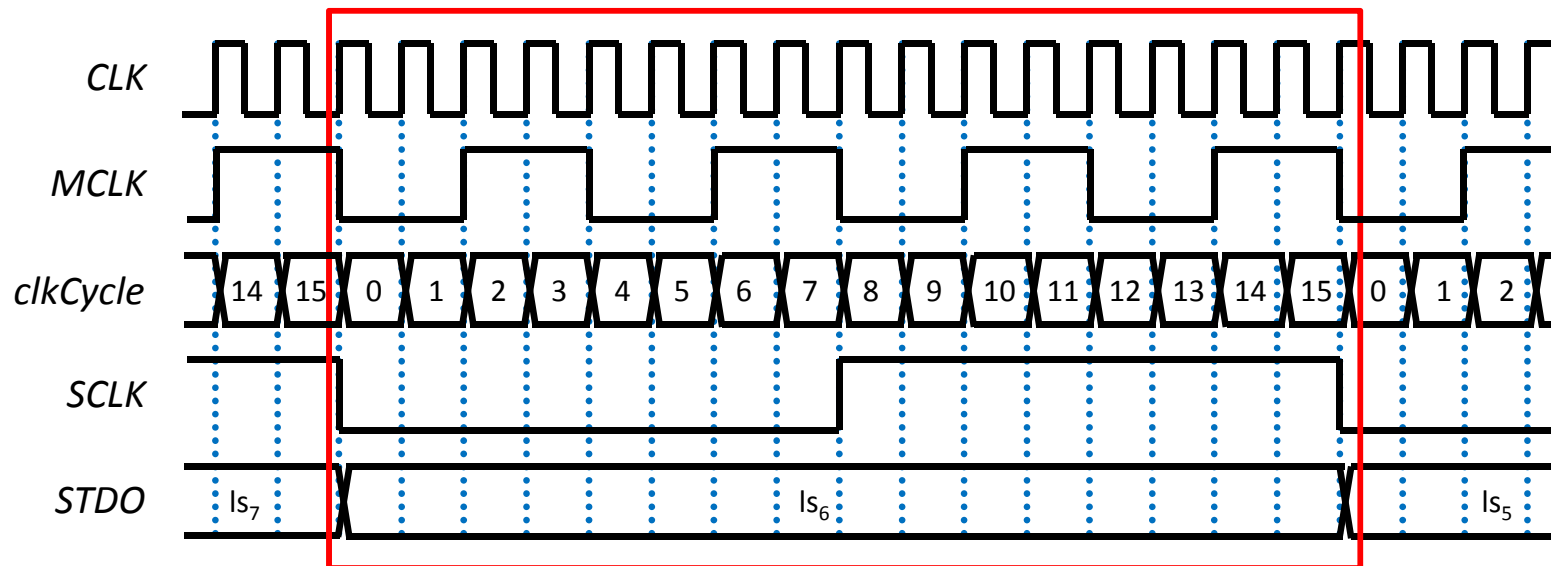 CLK
MCLK
clkCycle 14 15 0 1 2 3 4 5 6 7 8 9 10 11 12 13 14 15 0 1 2
SCLK
STDO ls₇ ls₆ ls₅